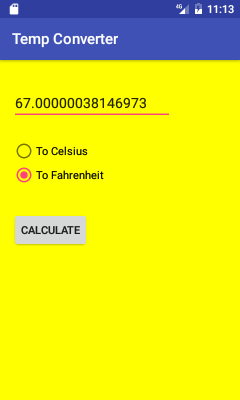 4G 11:13
Temp Converter
67.00000038146973
To Celsius
To Fahrenheit
CALCULATE